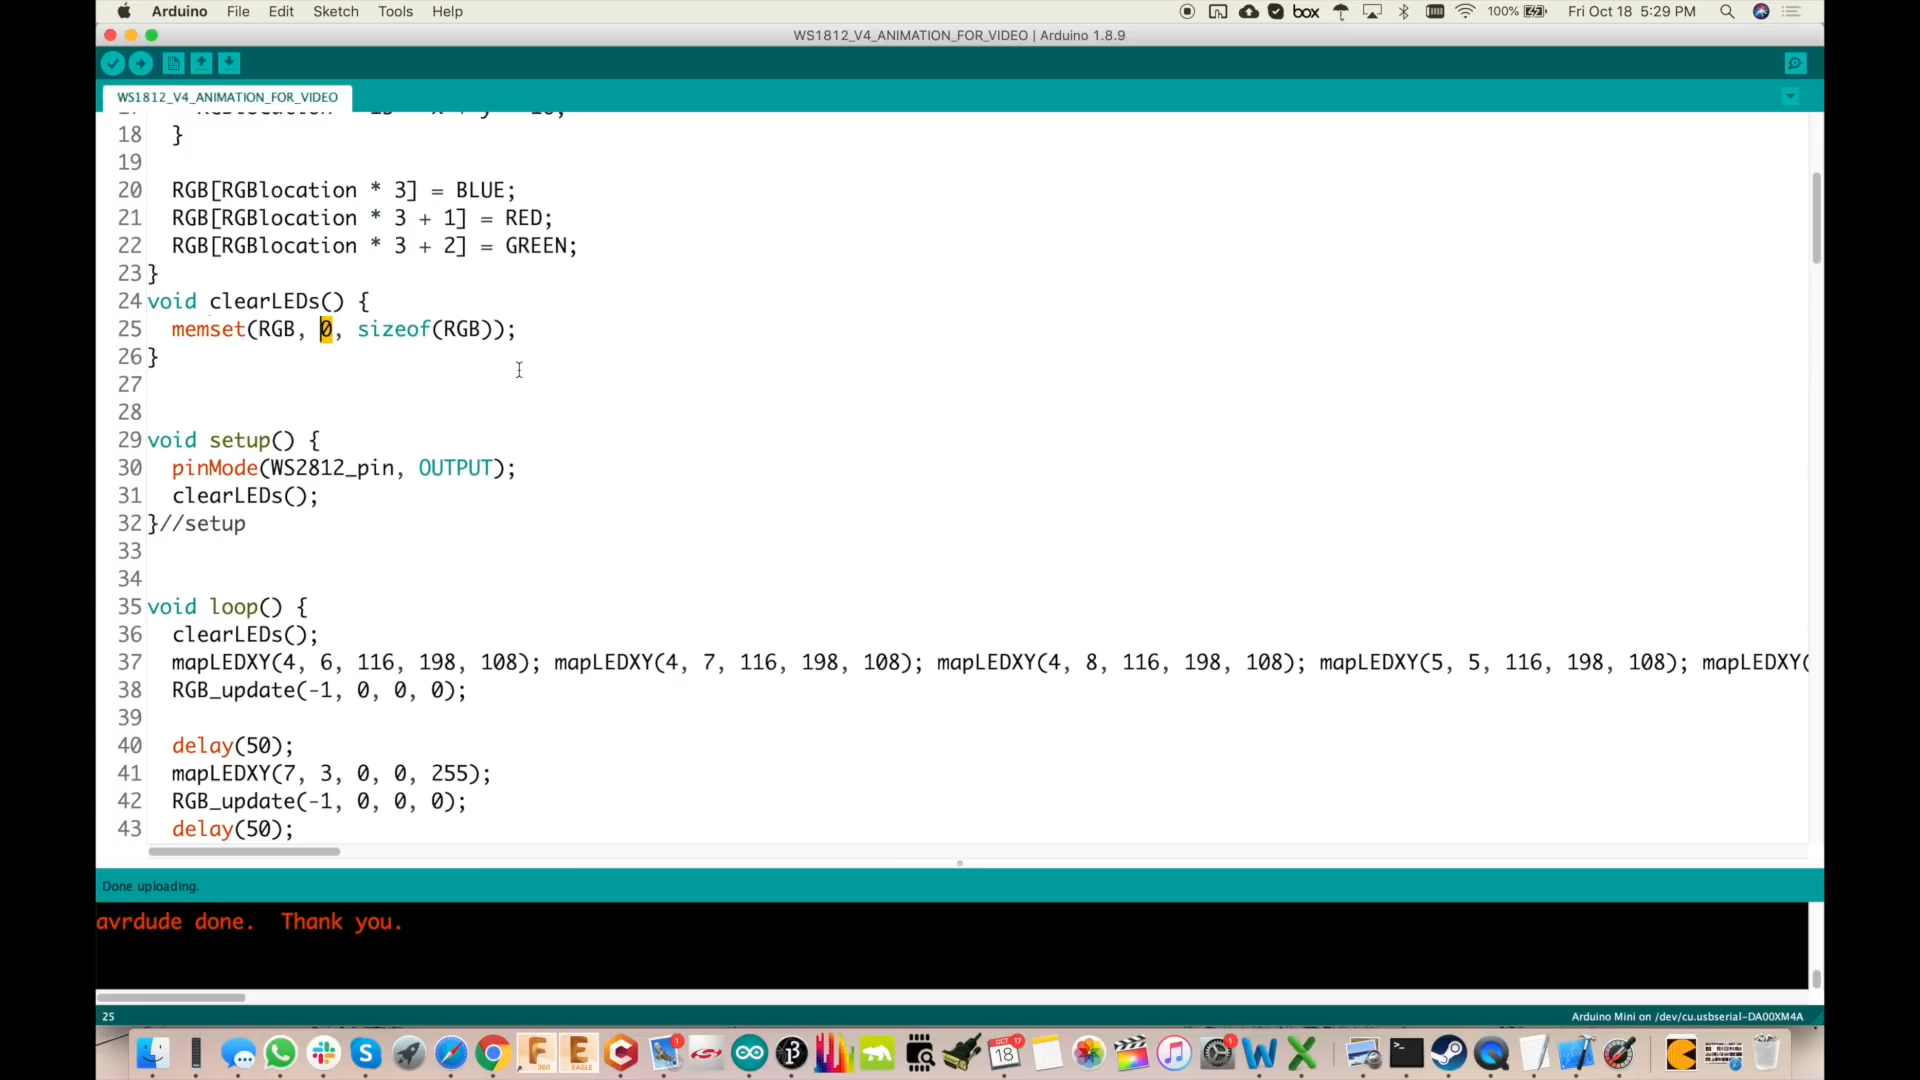 Arduino File Edit Sketch Tools Help
box 100% Fri Oct 18 5:29 PM
WS1812_V4_ANIMATION_FOR_VIDEO | Arduino 1.8.9
WS1812_V4_ANIMATION_FOR_VIDEO
18 }
19
20 RGB[RGBlocation * 3] = BLUE;
21 RGB[RGBlocation * 3 + 1] = RED;
22 RGB[RGBlocation * 3 + 2] = GREEN;
23 }
24 void clearLEDs() {
25 memset(RGB, 0, sizeof(RGB));
26 }
27
28
29 void setup() {
30 pinMode(WS2812_pin, OUTPUT);
31 clearLEDs();
32 }//setup
33
34
35 void loop() {
36 clearLEDs();
37 mapLEDXY(4, 6, 116, 198, 108); mapLEDXY(4, 7, 116, 198, 108); mapLEDXY(4, 8, 116, 198, 108); mapLEDXY(5, 5, 116, 198, 108); mapLEDXY(
38 RGB_update(-1, 0, 0, 0);
39
40 delay(50);
41 mapLEDXY(7, 3, 0, 0, 255);
42 RGB_update(-1, 0, 0, 0);
43 delay(50);
Done uploading.
avrdude done. Thank you.
25
Arduino Mini on /dev/cu.usbserial-DA00XM4A